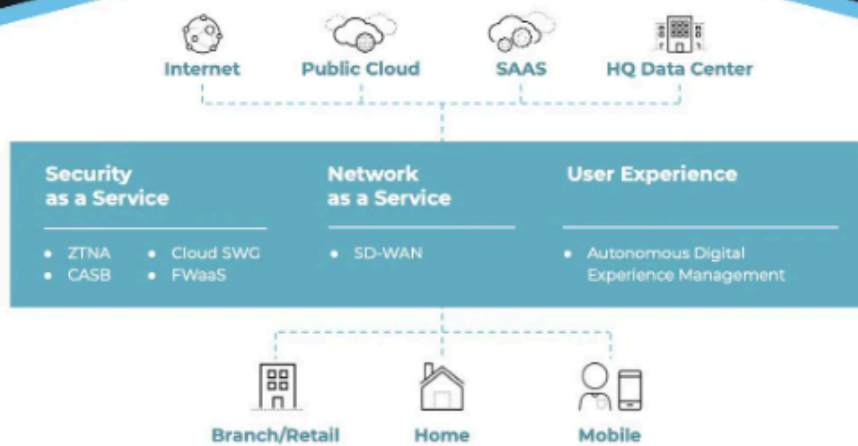 Internet
Public Cloud
SAAS
HQ Data Center
Security
as a Service
Network
as a Service
User Experience
• ZTNA
• Cloud SWG
• CASB
• FWaaS
• SD-WAN
• Autonomous Digital
Experience Management
Branch/Retail
Home
Mobile